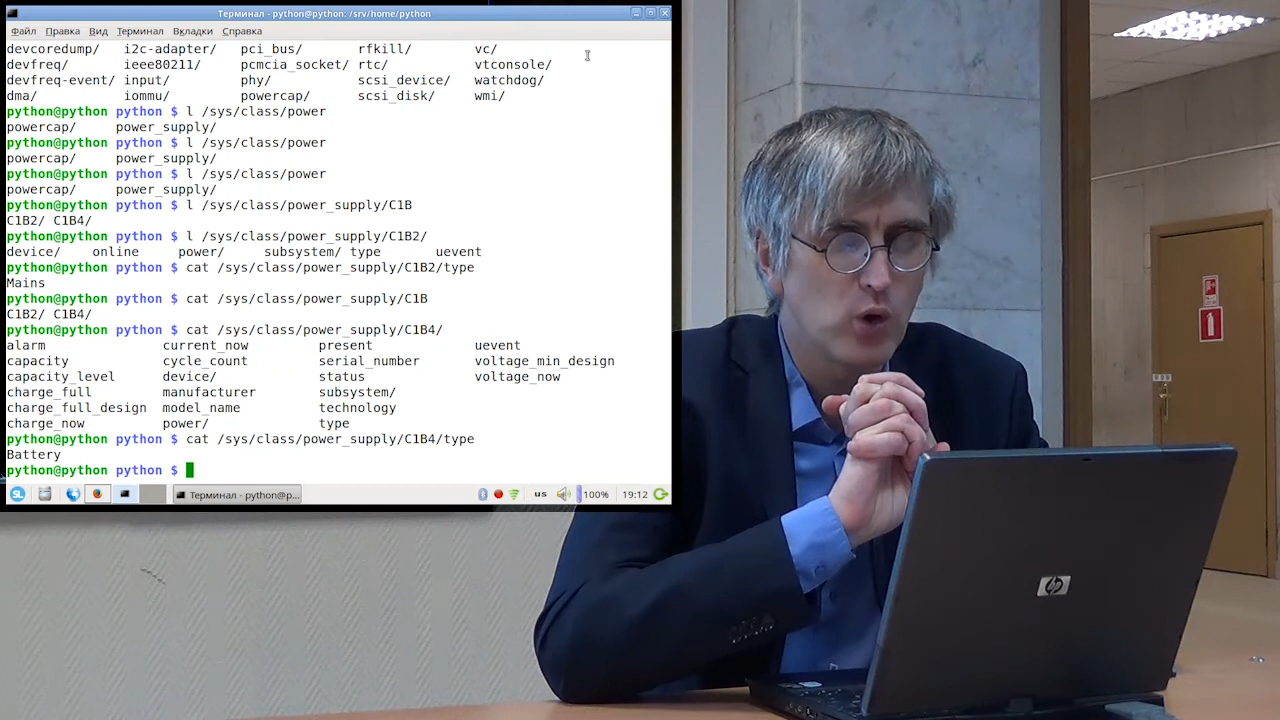 Терминал - python@python: /srv/home/python
Файл Правка Вид Терминал Вкладки Справка
devcoredump/ i2c-adapter/ pci_bus/ rfkill/ vc/
devfreq/ ieee80211/ pcmcia_socket/ rtc/ vtconsole/
devfreq-event/ input/ phy/ scsi_device/ watchdog/
dma/ iommu/ powercap/ scsi_disk/ wmi/
python@python python $ l /sys/class/power
powercap/ power_supply/
python@python python $ l /sys/class/power
powercap/ power_supply/
python@python python $ l /sys/class/power
powercap/ power_supply/
python@python python $ l /sys/class/power_supply/C1B
C1B2/ C1B4/
python@python python $ l /sys/class/power_supply/C1B2/
device/ online power/ subsystem/ type uevent
python@python python $ cat /sys/class/power_supply/C1B2/type
Mains
python@python python $ cat /sys/class/power_supply/C1B
C1B2/ C1B4/
python@python python $ cat /sys/class/power_supply/C1B4/
alarm current_now present uevent
capacity cycle_count serial_number voltage_min_design
capacity_level device/ status voltage_now
charge_full manufacturer subsystem/
charge_full_design model_name technology
charge_now power/ type
python@python python $ cat /sys/class/power_supply/C1B4/type
Battery
python@python python $
Терминал - python@p... us 100% 19:12
hp